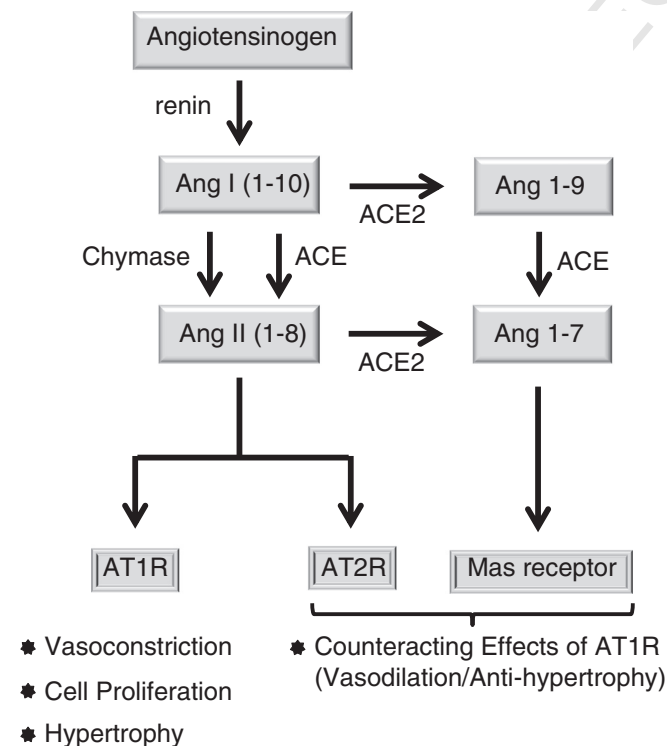 Angiotensinogen
renin
Ang I (1-10)
ACE2
Ang 1-9
Chymase
ACE
ACE
Ang II (1-8)
ACE2
Ang 1-7
AT1R
AT2R
Mas receptor
✸ Vasoconstriction
✸ Cell Proliferation
✸ Hypertrophy
✸ Counteracting Effects of AT1R
(Vasodilation/Anti-hypertrophy)